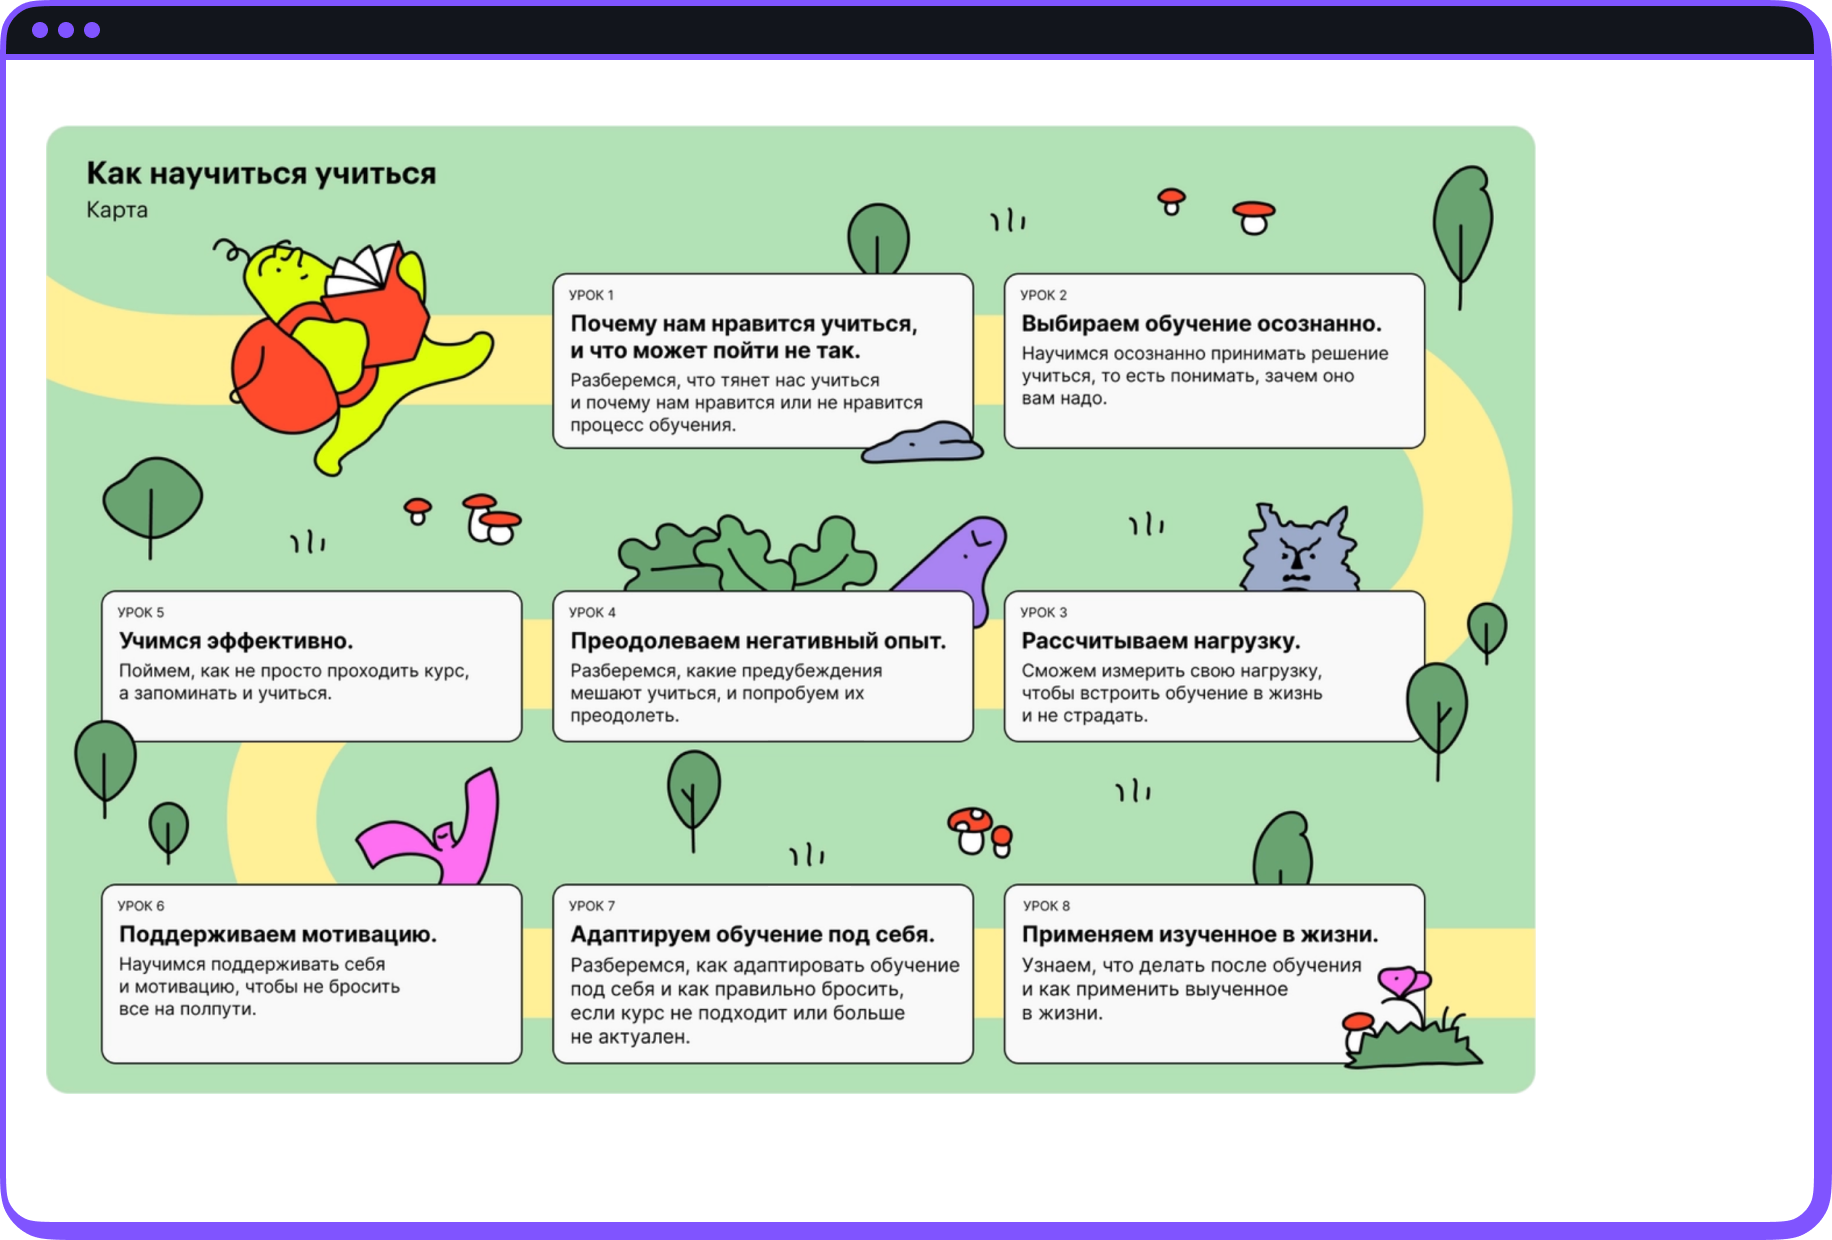 Как научиться учиться
Карта
УРОК 1
Почему нам нравится учиться,
и что может пойти не так.
Разберемся, что тянет нас учиться
и почему нам нравится или не нравится
процесс обучения.
УРОК 2
Выбираем обучение осознанно.
Научимся осознанно принимать решение
учиться, то есть понимать, зачем оно
вам надо.
УРОК 3
Рассчитываем нагрузку.
Сможем измерить свою нагрузку,
чтобы встроить обучение в жизнь
и не страдать.
УРОК 4
Преодолеваем негативный опыт.
Разберемся, какие предубеждения
мешают учиться, и попробуем их
преодолеть.
УРОК 5
Учимся эффективно.
Поймем, как не просто проходить курс,
а запоминать и учиться.
УРОК 6
Поддерживаем мотивацию.
Научимся поддерживать себя
и мотивацию, чтобы не бросить
все на полпути.
УРОК 7
Адаптируем обучение под себя.
Разберемся, как адаптировать обучение
под себя и как правильно бросить,
если курс не подходит или больше
не актуален.
УРОК 8
Применяем изученное в жизни.
Узнаем, что делать после обучения
и как применить выученное
в жизни.